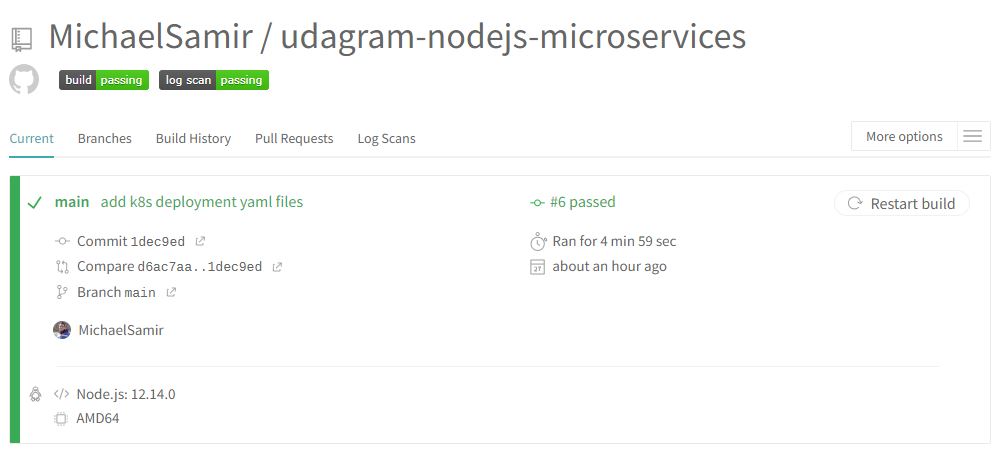 MichaelSamir / udagram-nodejs-microservices
build passing log scan passing
Current Branches Build History Pull Requests Log Scans More options
main add k8s deployment yaml files #6 passed Restart build
Commit 1dec9ed Ran for 4 min 59 sec
Compare d6ac7aa..1dec9ed 27 about an hour ago
Branch main
MichaelSamir
</> Node.js: 12.14.0
AMD64